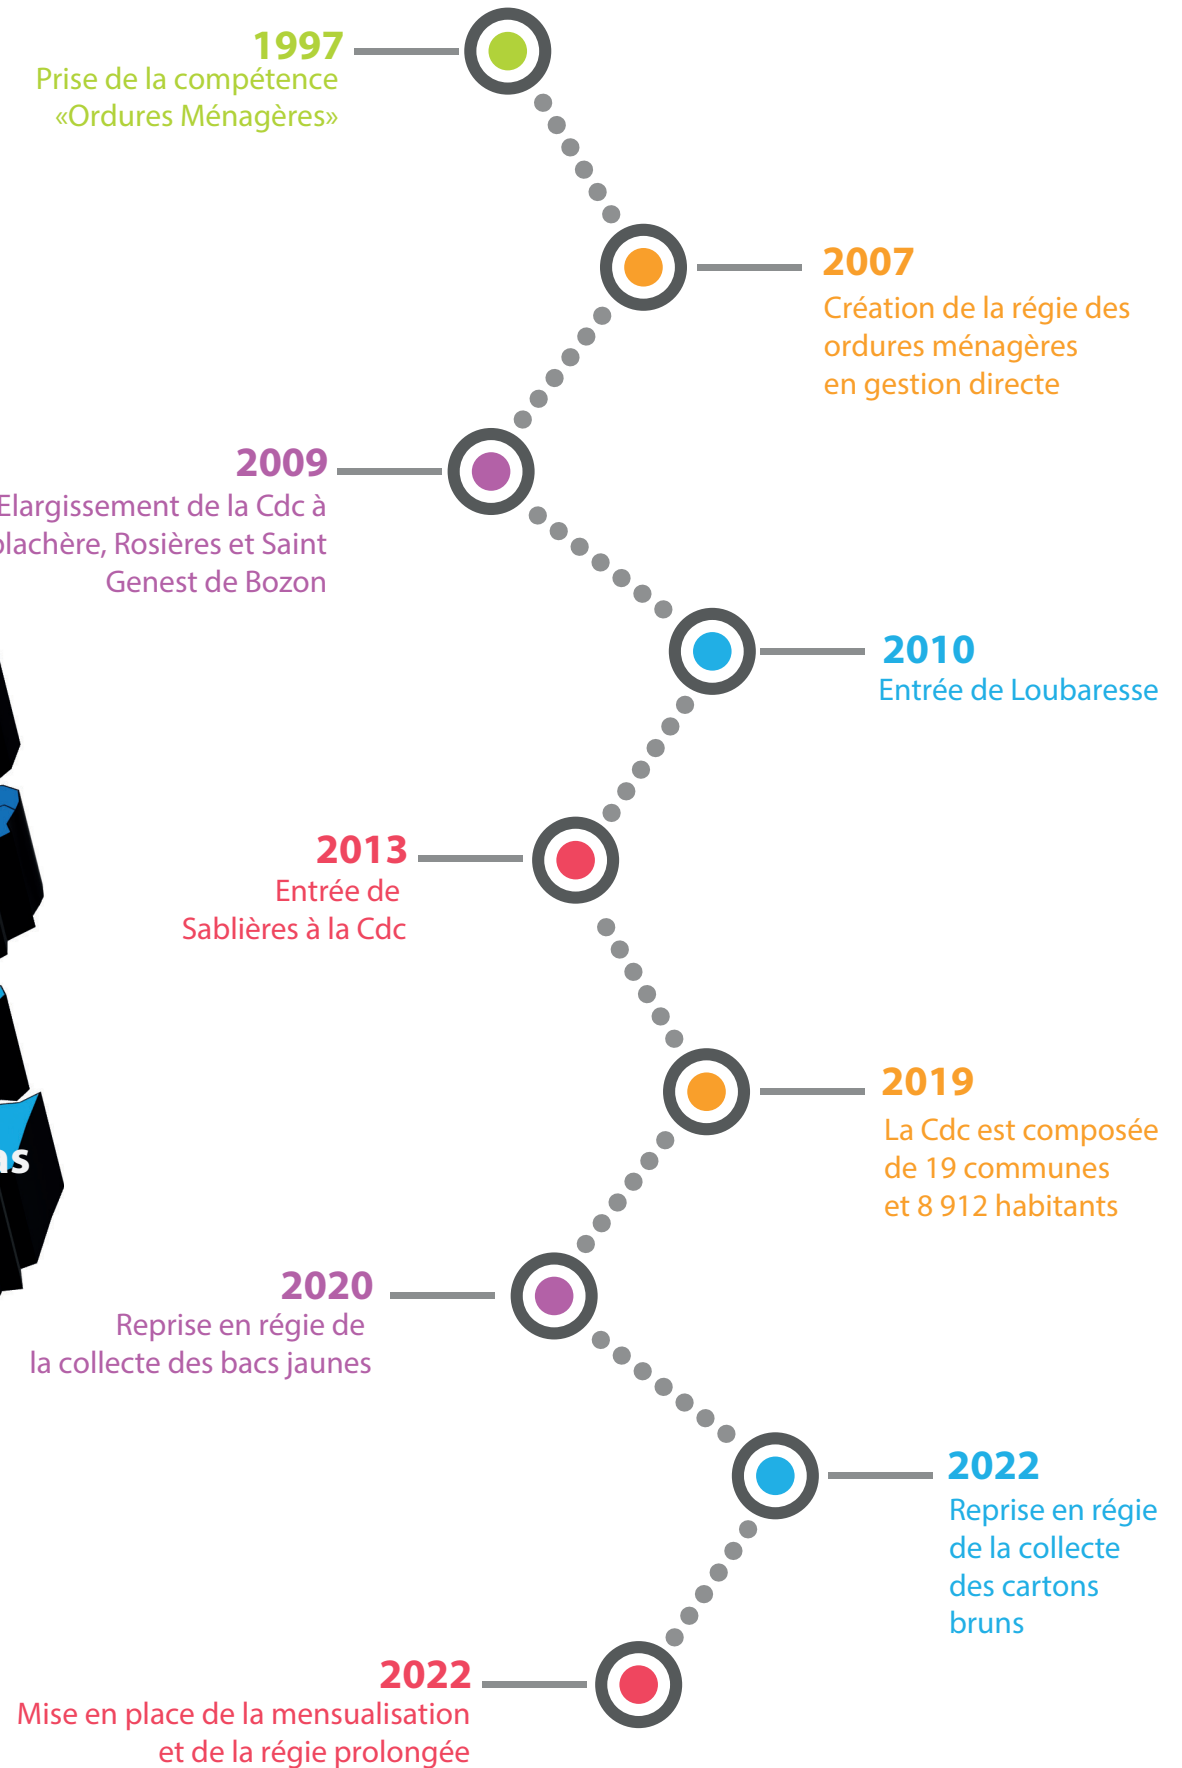 1997
Prise de la compétence
«Ordures Ménagères»
2007
Création de la régie des
ordures ménagères
en gestion directe
2009
Elargissement de la Cdc à
Rosières et Saint
Genest de Bozon
2010
Entrée de Loubaresse
2013
Entrée de
Sablières à la Cdc
2019
La Cdc est composée
de 19 communes
et 8 912 habitants
2020
Reprise en régie de
la collecte des bacs jaunes
2022
Reprise en régie
de la collecte
des cartons
bruns
2022
Mise en place de la mensualisation
et de la régie prolongée